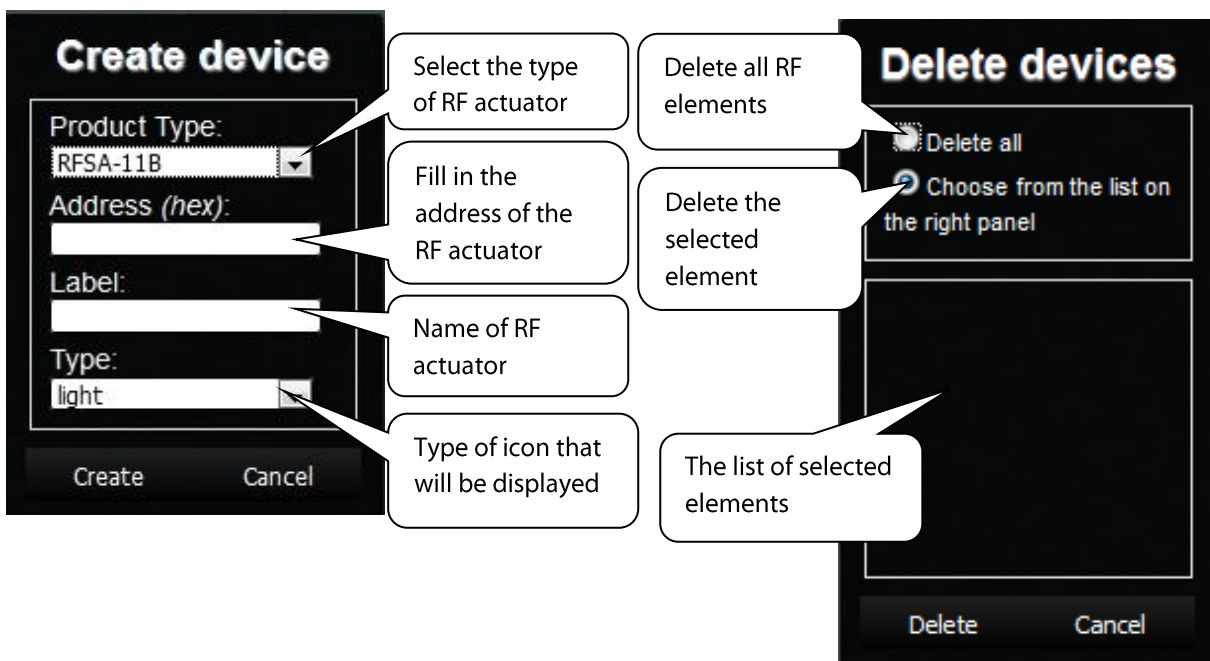 Create device
Product Type:
RFSA-11B
Address (hex):
Label:
Type:
light
Create Cancel
Select the type
of RF actuator
Fill in the
address of the
RF actuator
Name of RF
actuator
Type of icon that
will be displayed
Delete all RF
elements
Delete the
selected
element
The list of selected
elements
Delete devices
Delete all
Choose from the list on
the right panel
Delete Cancel